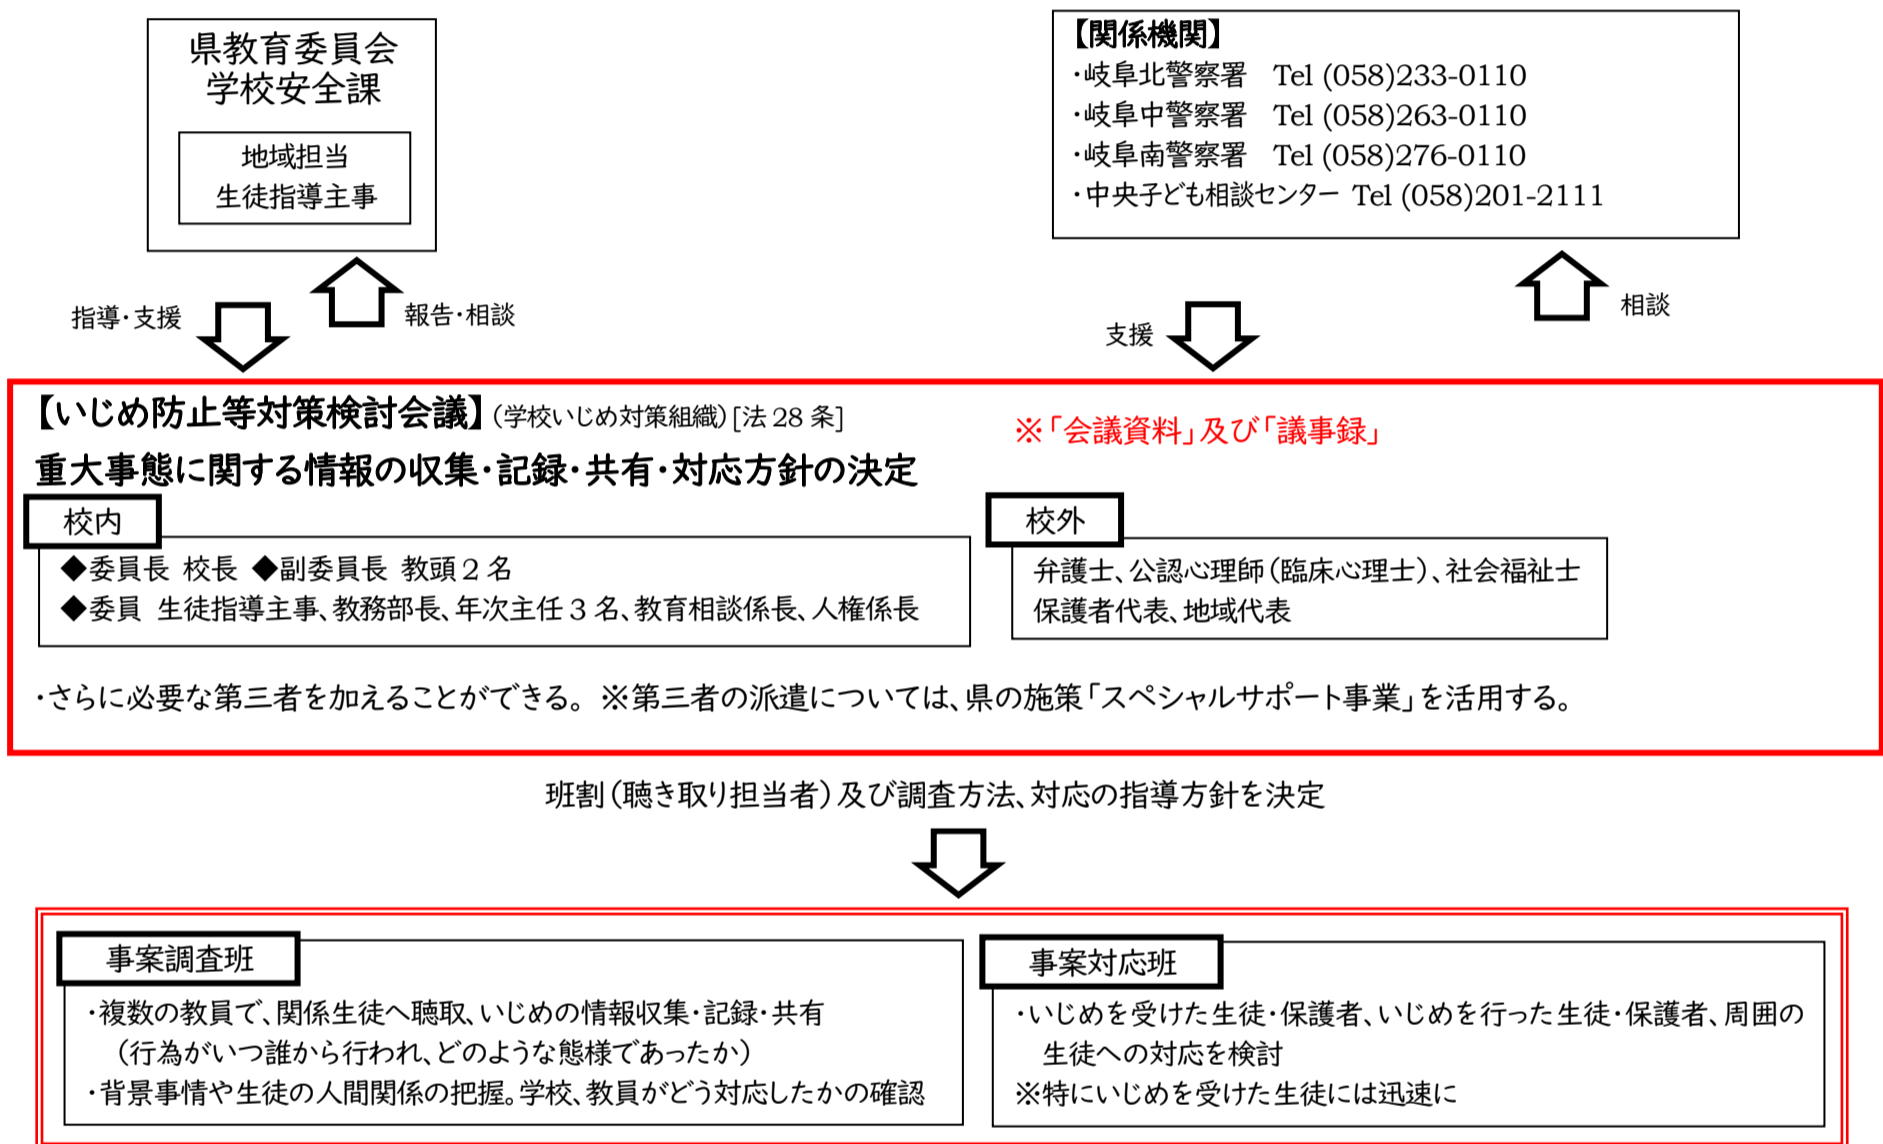 県教育委員会
学校安全課
地域担当
生徒指導主事
【関係機関】
・岐阜北警察署 Tel (058)233-0110
・岐阜中警察署 Tel (058)263-0110
・岐阜南警察署 Tel (058)276-0110
・中央子ども相談センター Tel (058)201-2111
指導・支援
報告・相談
支援
相談
【いじめ防止等対策検討会議】(学校いじめ対策組織)[法 28 条]
※「会議資料」及び「議事録」
重大事態に関する情報の収集・記録・共有・対応方針の決定
校内
◆委員長 校長 ◆副委員長 教頭 2 名
◆委員 生徒指導主事、教務部長、年次主任 3 名、教育相談係長、人権係長
校外
弁護士、公認心理師(臨床心理士)、社会福祉士
保護者代表、地域代表
・さらに必要な第三者を加えることができる。 ※第三者の派遣については、県の施策「スペシャルサポート事業」を活用する。
班割(聴き取り担当者)及び調査方法、対応の指導方針を決定
事案調査班
・複数の教員で、関係生徒へ聴取、いじめの情報収集・記録・共有
(行為がいつ誰から行われ、どのような態様であったか)
・背景事情や生徒の人間関係の把握。学校、教員がどう対応したかの確認
事案対応班
・いじめを受けた生徒・保護者、いじめを行った生徒・保護者、周囲の
生徒への対応を検討
※特にいじめを受けた生徒には迅速に